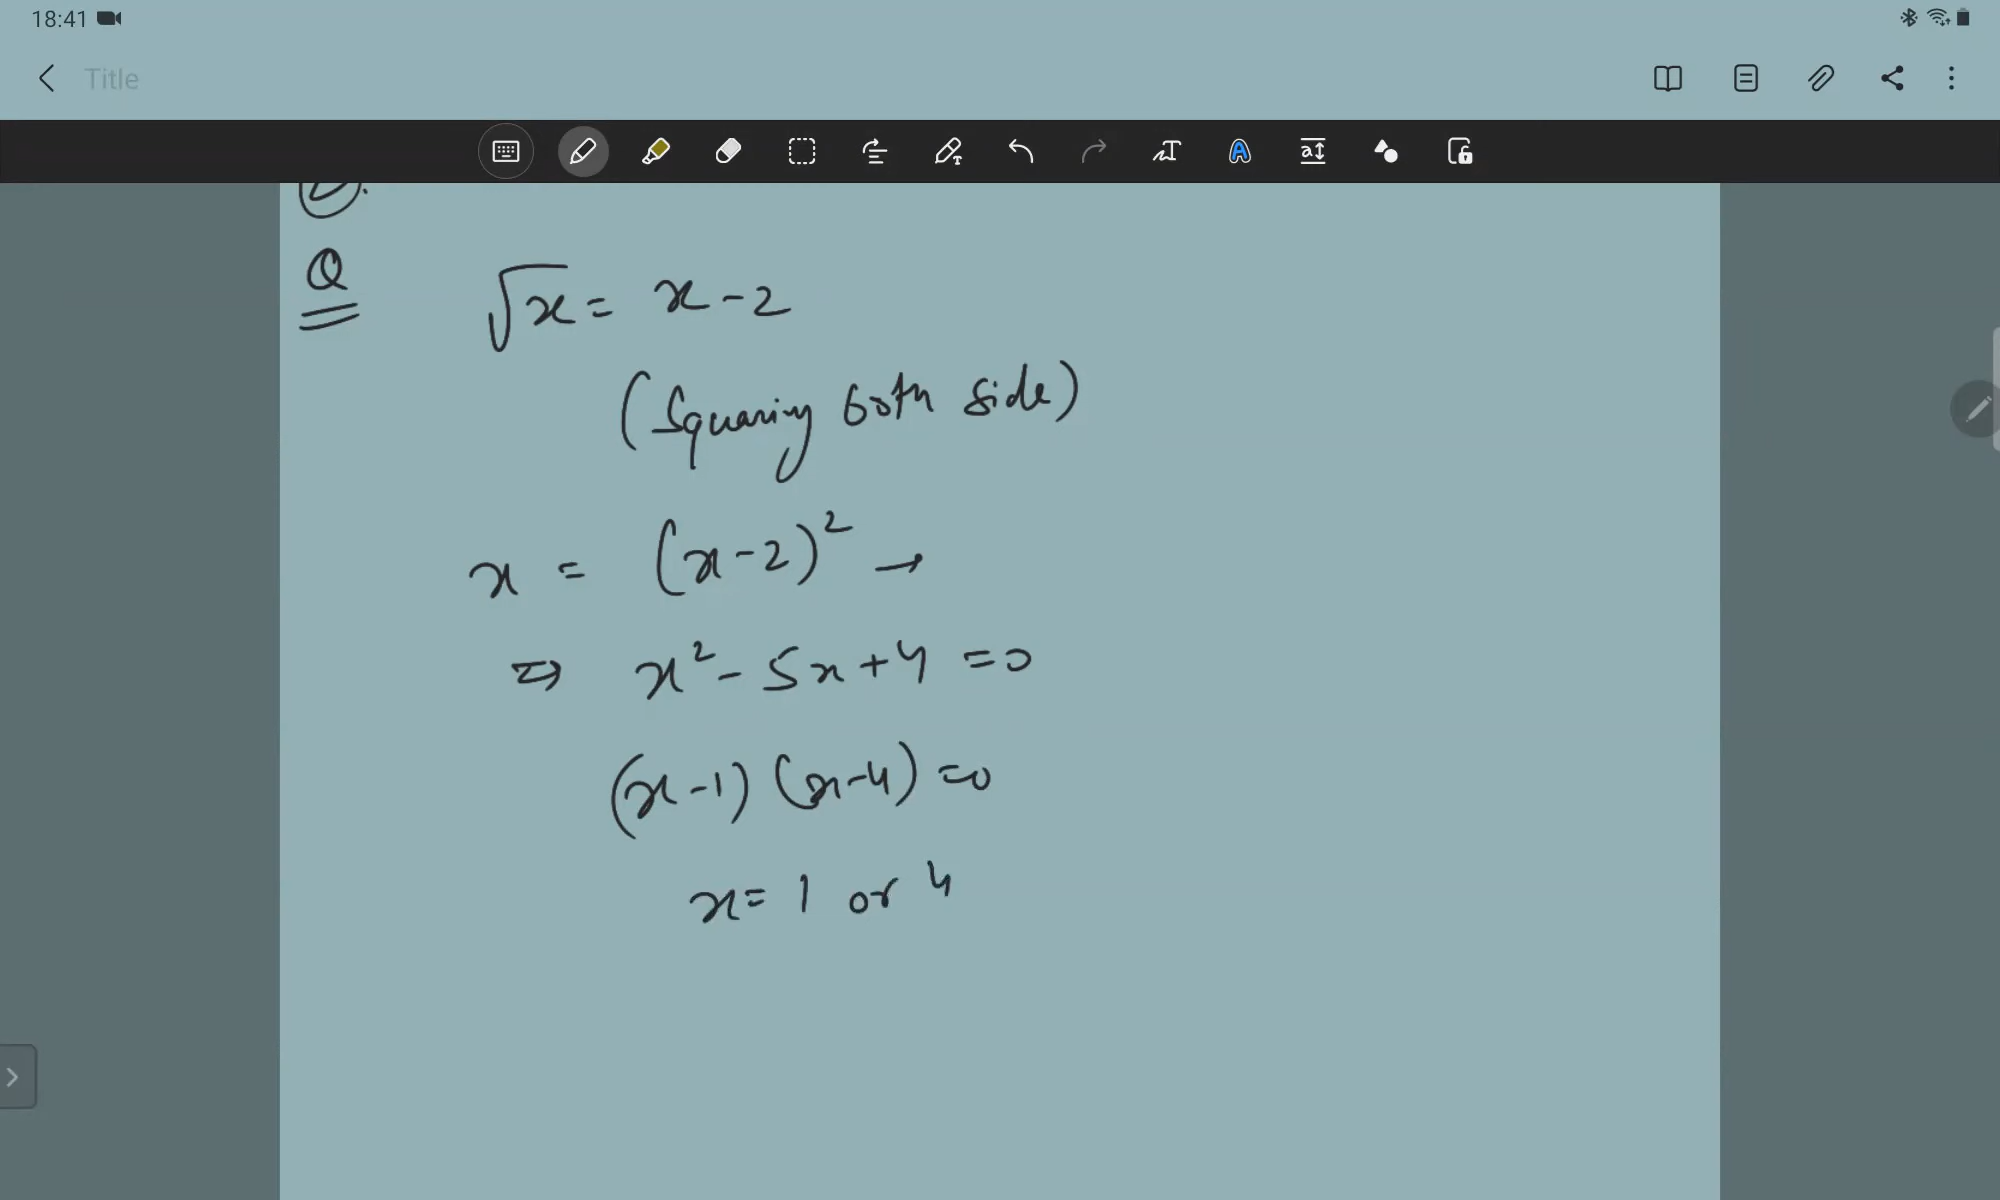 18:41
Title
Q
√x = x - 2
(Squaring both side)
x = (x-2)² →
⇒ x² - 5x + 4 = 0
(x-1) (x-4) = 0
x = 1 or 4